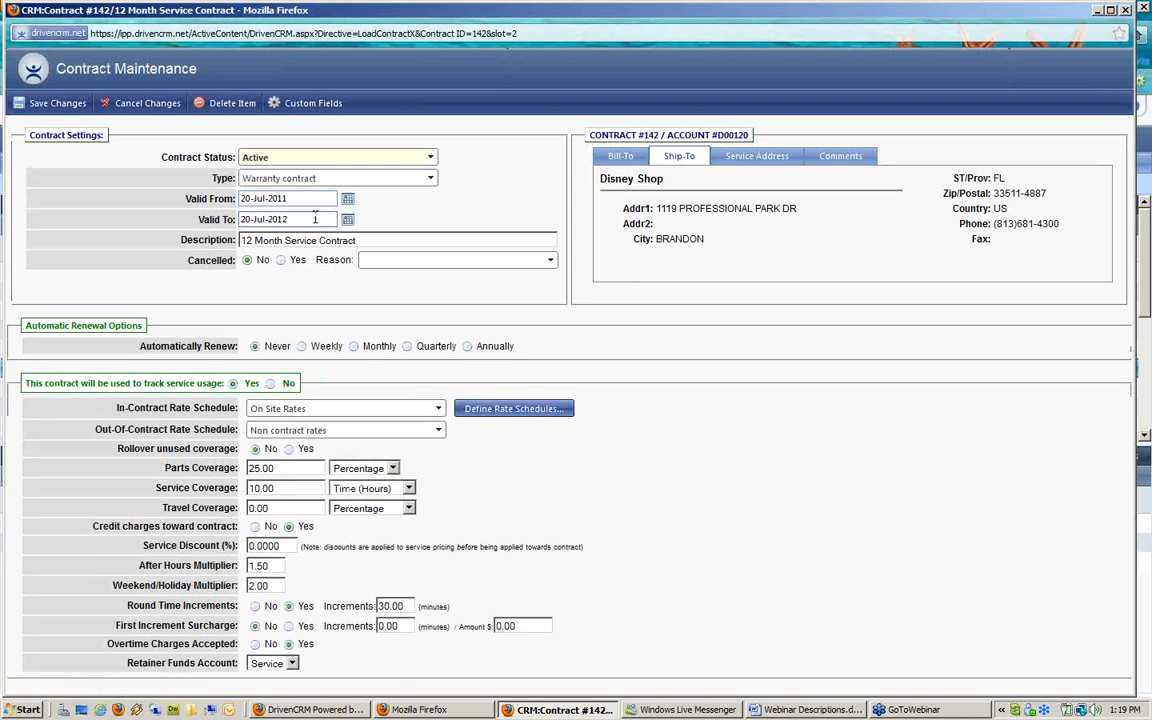 CRM:Contract #142/12 Month Service Contract - Mozilla Firefox
drivencrm.net https://ipp.drivencrm.net/ActiveContent/DrivenCRM.aspx?Directive=LoadContractX&Contract ID=142&slot=2
Contract Maintenance
Save Changes Cancel Changes Delete Item Custom Fields
Contract Settings:
Contract Status: Active
Type: Warranty contract
Valid From: 20-Jul-2011
Valid To: 20-Jul-2012
Description: 12 Month Service Contract
Cancelled: No Yes Reason:
CONTRACT #142 / ACCOUNT #D00120
Bill-To Ship-To Service Address Comments
Disney Shop
Addr1: 1119 PROFESSIONAL PARK DR
Addr2:
City: BRANDON
ST/Prov: FL
Zip/Postal: 33511-4887
Country: US
Phone: (813)681-4300
Fax:
Automatic Renewal Options
Automatically Renew: Never Weekly Monthly Quarterly Annually
This contract will be used to track service usage: Yes No
In-Contract Rate Schedule: On Site Rates Define Rate Schedules...
Out-Of-Contract Rate Schedule: Non contract rates
Rollover unused coverage: No Yes
Parts Coverage: 25.00 Percentage
Service Coverage: 10.00 Time (Hours)
Travel Coverage: 0.00 Percentage
Credit charges toward contract: No Yes
Service Discount (%): 0.0000 (Note: discounts are applied to service pricing before being applied towards contract)
After Hours Multiplier: 1.50
Weekend/Holiday Multiplier: 2.00
Round Time Increments: No Yes Increments: 30.00 (minutes)
First Increment Surcharge: No Yes Increments: 0.00 (minutes) / Amount $: 0.00
Overtime Charges Accepted: No Yes
Retainer Funds Account: Service
Start DrivenCRM Powered b... Mozilla Firefox CRM:Contract #142... Windows Live Messenger Webinar Descriptions.d... GoToWebinar « 1:19 PM